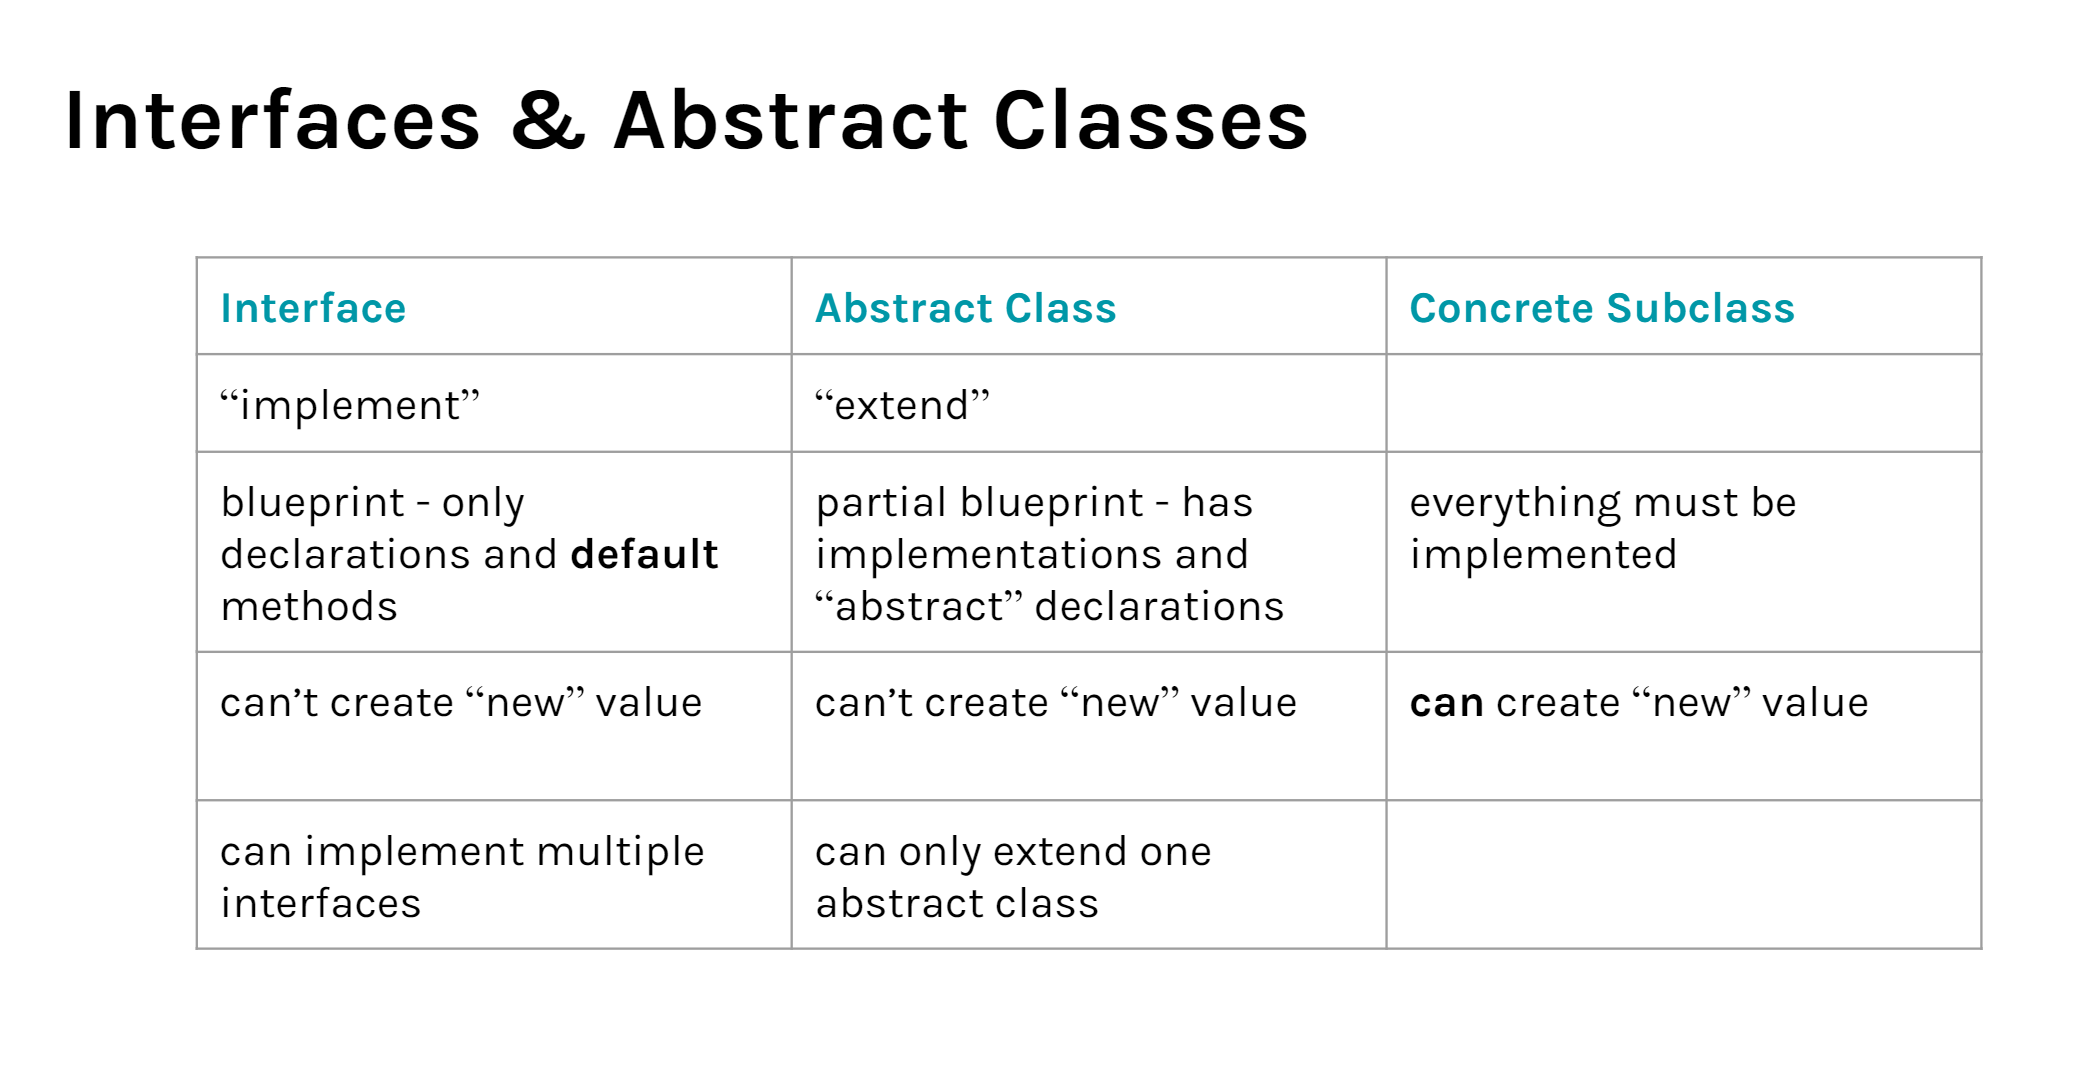 Interfaces & Abstract Classes
Interface
Abstract Class
Concrete Subclass
“implement”
“extend”
blueprint - only
declarations and default
methods
partial blueprint - has
implementations and
“abstract” declarations
everything must be
implemented
can’t create “new” value
can’t create “new” value
can create “new” value
can implement multiple
interfaces
can only extend one
abstract class